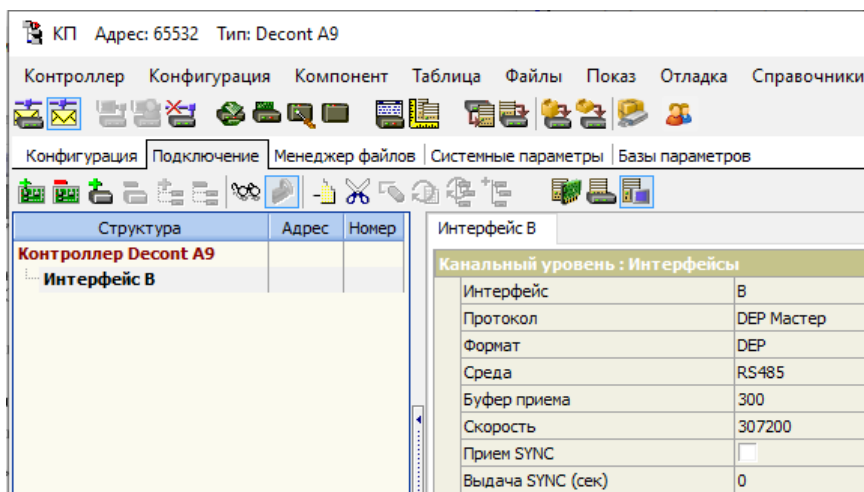 КП Адрес: 65532 Тип: Decont A9
Контроллер Конфигурация Компонент Таблица Файлы Показ Отладка Справочники
Конфигурация Подключение Менеджер файлов Системные параметры Базы параметров
Структура Адрес Номер
Контроллер Decont A9
Интерфейс B
Интерфейс B
Канальный уровень : Интерфейсы
Интерфейс B
Протокол DEP Мастер
Формат DEP
Среда RS485
Буфер приема 300
Скорость 307200
Прием SYNC
Выдача SYNC (сек) 0